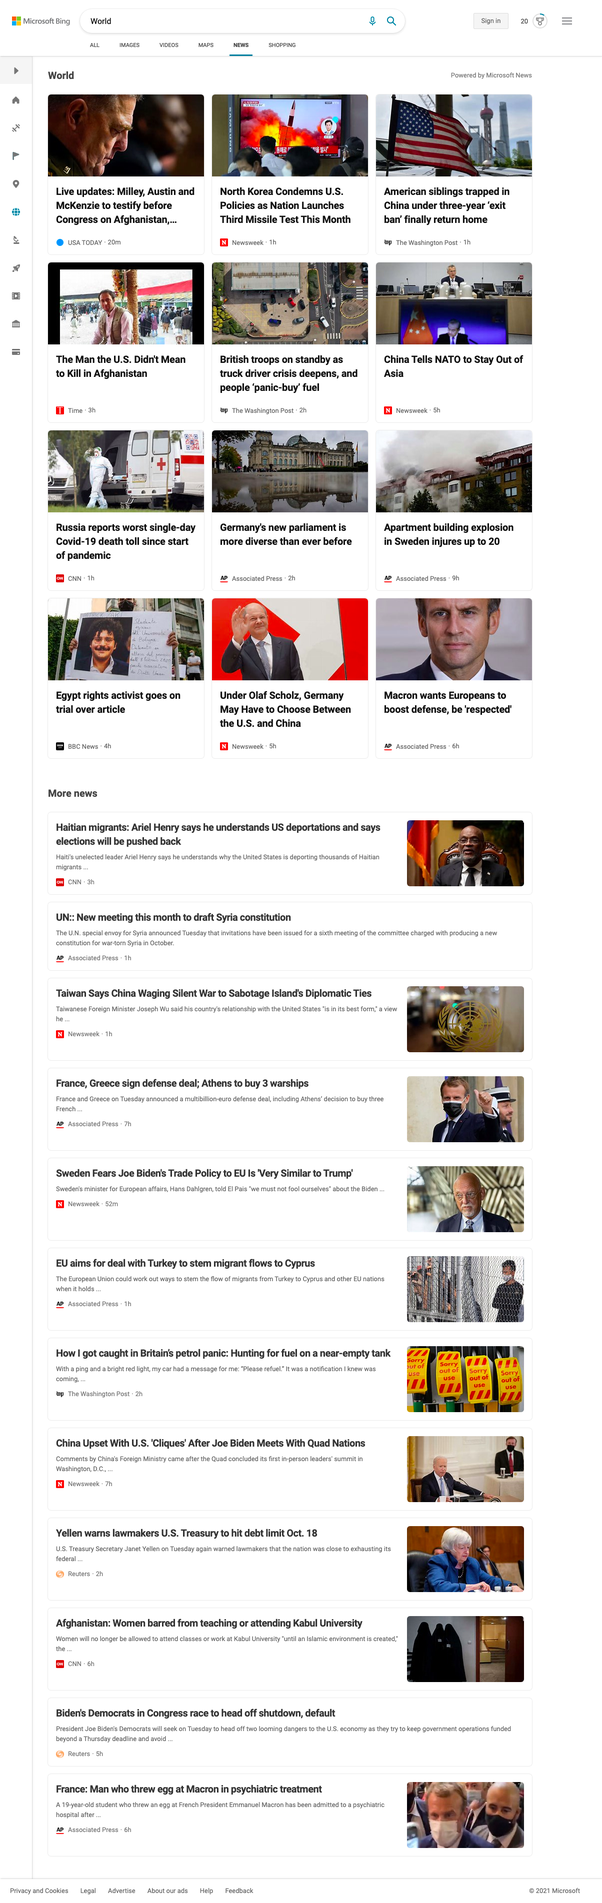 Microsoft Bing
World
Sign in
20
ALL
IMAGES
VIDEOS
MAPS
NEWS
SHOPPING
World
Powered by Microsoft News
Live updates: Milley, Austin and
McKenzie to testify before
Congress on Afghanistan,...
USA TODAY · 20m
North Korea Condemns U.S.
Policies as Nation Launches
Third Missile Test This Month
N Newsweek · 1h
American siblings trapped in
China under three-year 'exit
ban' finally return home
wp The Washington Post · 1h
The Man the U.S. Didn't Mean
to Kill in Afghanistan
T Time · 3h
British troops on standby as
truck driver crisis deepens, and
people 'panic-buy' fuel
wp The Washington Post · 2h
China Tells NATO to Stay Out of
Asia
N Newsweek · 5h
Russia reports worst single-day
Covid-19 death toll since start
of pandemic
CNN CNN · 1h
Germany's new parliament is
more diverse than ever before
AP Associated Press · 2h
Apartment building explosion
in Sweden injures up to 20
AP Associated Press · 9h
Egypt rights activist goes on
trial over article
BBC News · 4h
Under Olaf Scholz, Germany
May Have to Choose Between
the U.S. and China
N Newsweek · 5h
Macron wants Europeans to
boost defense, be 'respected'
AP Associated Press · 6h
More news
Haitian migrants: Ariel Henry says he understands US deportations and says
elections will be pushed back
Haiti's unelected leader Ariel Henry says he understands why the United States is deporting thousands of Haitian
migrants ...
CNN CNN · 3h
UN:: New meeting this month to draft Syria constitution
The U.N. special envoy for Syria announced Tuesday that invitations have been issued for a sixth meeting of the committee charged with producing a new
constitution for war-torn Syria in October.
AP Associated Press · 1h
Taiwan Says China Waging Silent War to Sabotage Island's Diplomatic Ties
Taiwanese Foreign Minister Joseph Wu said his country's relationship with the United States "is in its best form," a view
he ...
N Newsweek · 1h
France, Greece sign defense deal; Athens to buy 3 warships
France and Greece on Tuesday announced a multibillion-euro defense deal, including Athens' decision to buy three
French ...
AP Associated Press · 7h
Sweden Fears Joe Biden's Trade Policy to EU Is 'Very Similar to Trump'
Sweden's minister for European affairs, Hans Dahlgren, told El Pais "we must not fool ourselves" about the Biden ...
N Newsweek · 52m
EU aims for deal with Turkey to stem migrant flows to Cyprus
The European Union could work out ways to stem the flow of migrants from Turkey to Cyprus and other EU nations
when it holds ...
AP Associated Press · 1h
How I got caught in Britain's petrol panic: Hunting for fuel on a near-empty tank
With a ping and a bright red light, my car had a message for me: "Please refuel." It was a notification I knew was
coming, ...
wp The Washington Post · 2h
Sorry
out of
use
Sorry
out of
use
Sorry
out of
use
China Upset With U.S. 'Cliques' After Joe Biden Meets With Quad Nations
Comments by China's Foreign Ministry came after the Quad concluded its first in-person leaders' summit in
Washington, D.C., ...
N Newsweek · 7h
Yellen warns lawmakers U.S. Treasury to hit debt limit Oct. 18
U.S. Treasury Secretary Janet Yellen on Tuesday again warned lawmakers that the nation was close to exhausting its
federal ...
Reuters · 2h
Afghanistan: Women barred from teaching or attending Kabul University
Women will no longer be allowed to attend classes or work at Kabul University "until an Islamic environment is created,"
the ...
CNN CNN · 6h
Biden's Democrats in Congress race to head off shutdown, default
President Joe Biden's Democrats will seek on Tuesday to head off two looming dangers to the U.S. economy as they try to keep government operations funded
beyond a Thursday deadline and avoid ...
Reuters · 5h
France: Man who threw egg at Macron in psychiatric treatment
A 19-year-old student who threw an egg at French President Emmanuel Macron has been admitted to a psychiatric
hospital after ...
AP Associated Press · 6h
Privacy and Cookies
Legal
Advertise
About our ads
Help
Feedback
© 2021 Microsoft